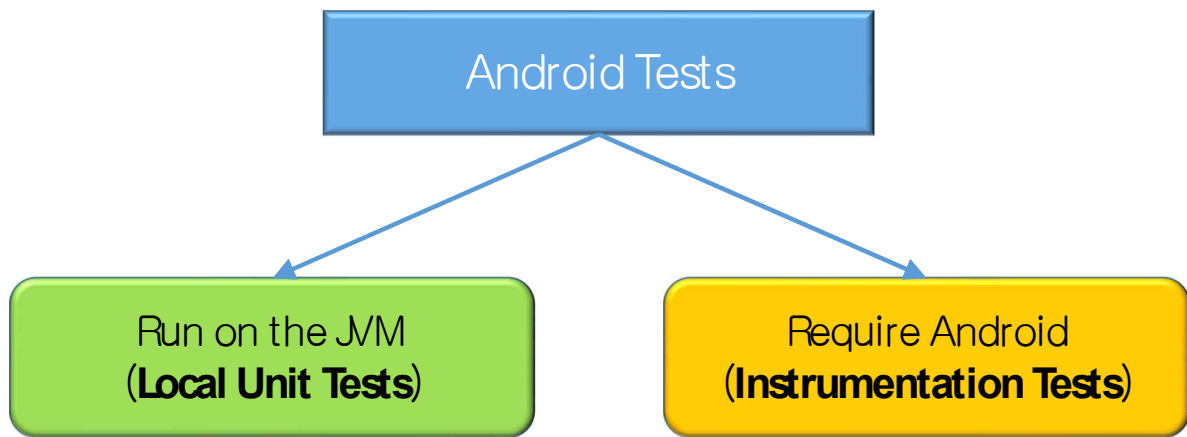 Android Tests
Run on the JVM
(Local Unit Tests)
Require Android
(Instrumentation Tests)